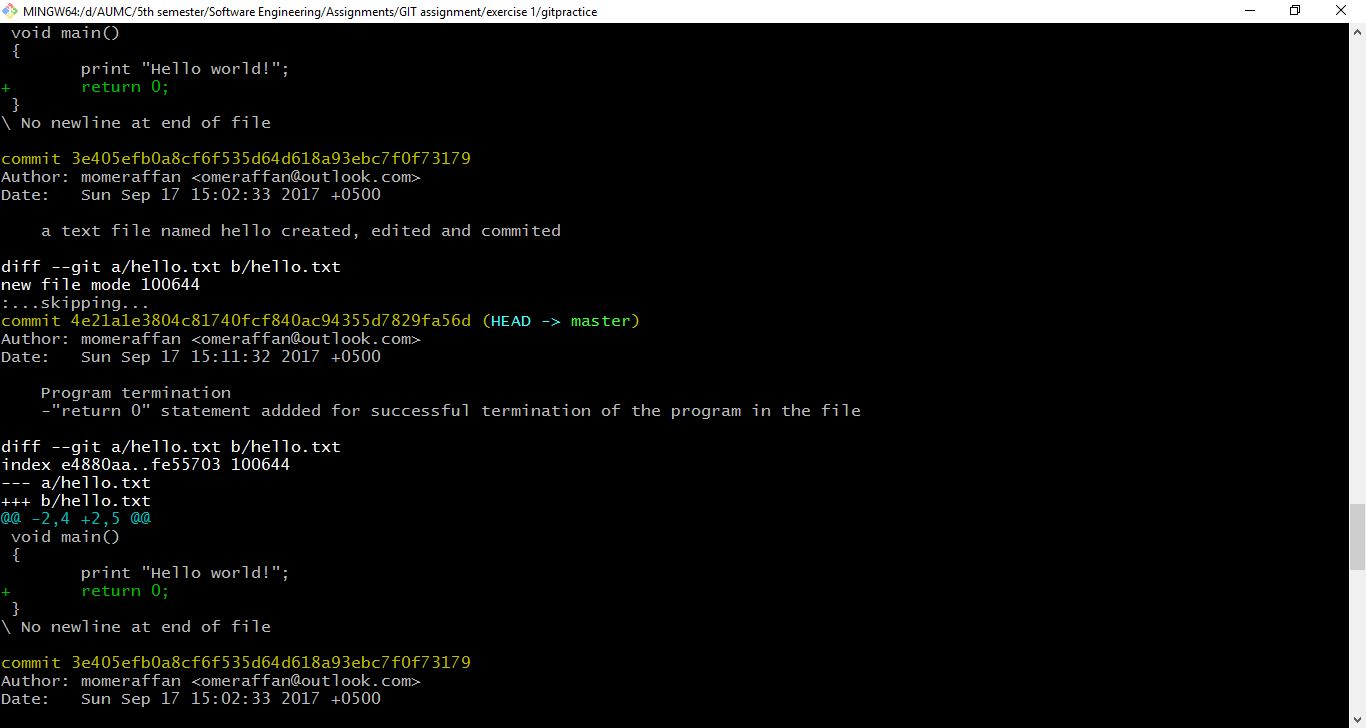 MINGW64:/d/AUMC/5th semester/Software Engineering/Assignments/GIT assignment/exercise 1/gitpractice
 void main()
 {
        print "Hello world!";
+       return 0;
 }
\ No newline at end of file

commit 3e405efb0a8cf6f535d64d618a93ebc7f0f73179
Author: momeraffan <omeraffan@outlook.com>
Date:   Sun Sep 17 15:02:33 2017 +0500

    a text file named hello created, edited and commited

diff --git a/hello.txt b/hello.txt
new file mode 100644
:...skipping...
commit 4e21a1e3804c81740fcf840ac94355d7829fa56d (HEAD -> master)
Author: momeraffan <omeraffan@outlook.com>
Date:   Sun Sep 17 15:11:32 2017 +0500

    Program termination
    -"return 0" statement addded for successful termination of the program in the file

diff --git a/hello.txt b/hello.txt
index e4880aa..fe55703 100644
--- a/hello.txt
+++ b/hello.txt
@@ -2,4 +2,5 @@
 void main()
 {
        print "Hello world!";
+       return 0;
 }
\ No newline at end of file

commit 3e405efb0a8cf6f535d64d618a93ebc7f0f73179
Author: momeraffan <omeraffan@outlook.com>
Date:   Sun Sep 17 15:02:33 2017 +0500